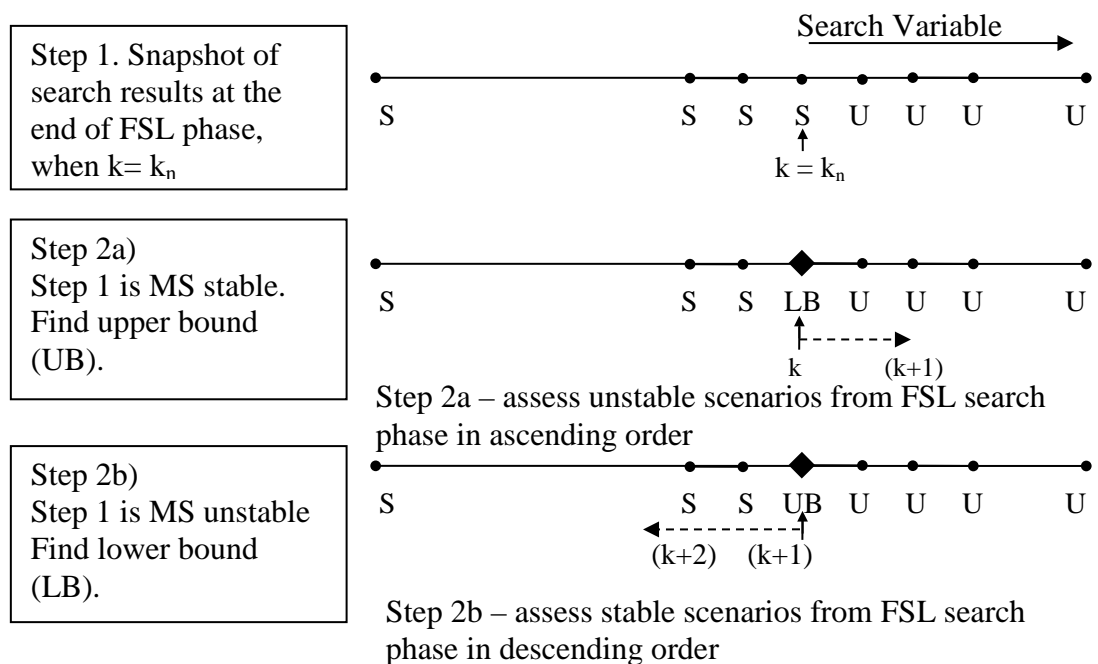 Search Variable
Step 1. Snapshot of
search results at the
end of FSL phase,
when k= kₙ
S S S S U U U U
k = kₙ
Step 2a)
Step 1 is MS stable.
Find upper bound
(UB).
S S S LB U U U U
k (k+1)
Step 2a – assess unstable scenarios from FSL search
phase in ascending order
Step 2b)
Step 1 is MS unstable
Find lower bound
(LB).
S S S UB U U U U
(k+2) (k+1)
Step 2b – assess stable scenarios from FSL search
phase in descending order